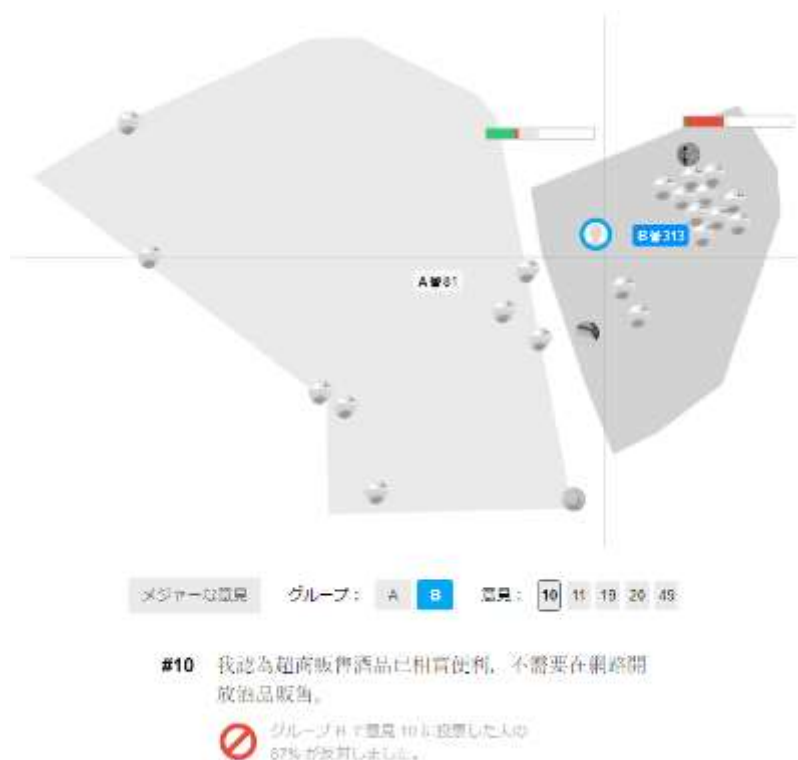 A 81
B 313
メジャーな意見 グループ： A B 意見： 10 11 19 20 49
#10 我認為超商販售酒品已相當便利，不需要在網路開
放酒品販售。
グループ B で意見 10 に投票した人の
87% が反対しました。